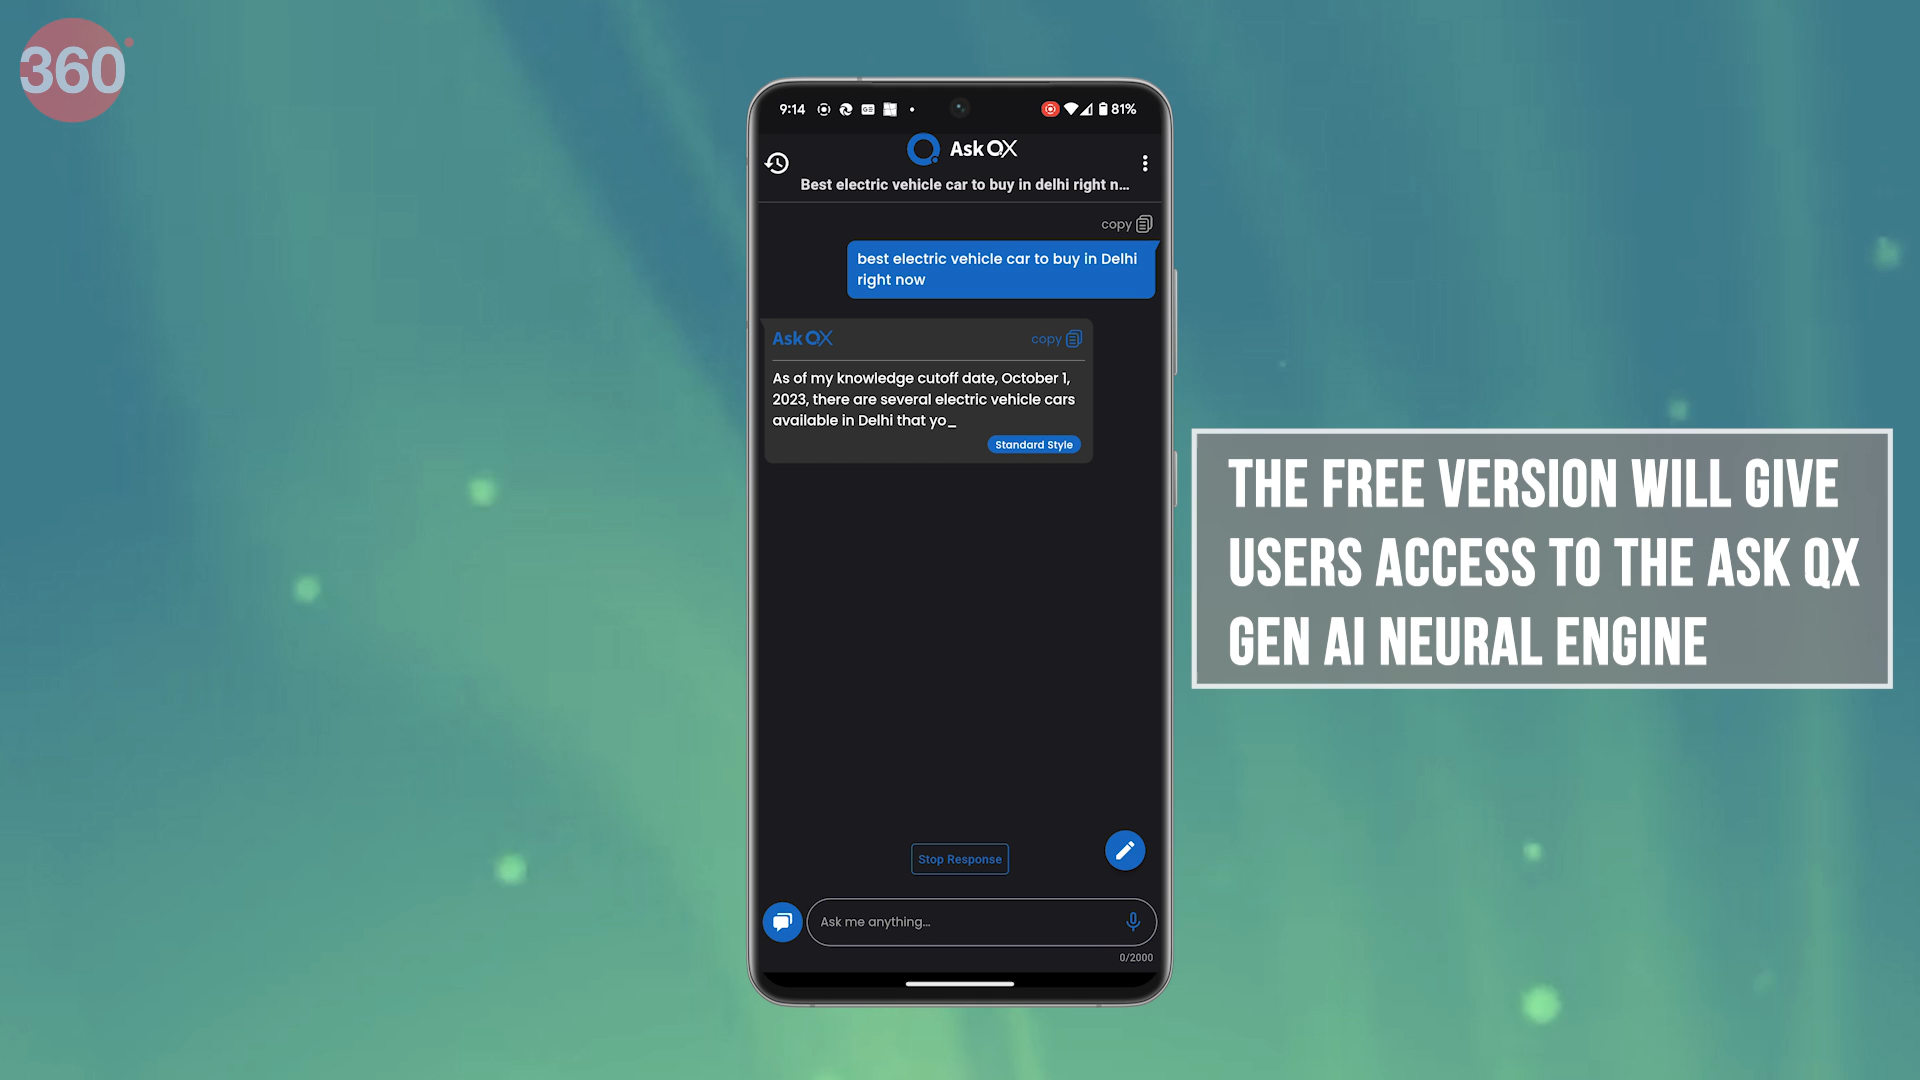 360
9:14
81%
Ask QX
Best electric vehicle car to buy in delhi right n...
copy
best electric vehicle car to buy in Delhi
right now
Ask QX
copy
As of my knowledge cutoff date, October 1,
2023, there are several electric vehicle cars
available in Delhi that yo_
Standard Style
THE FREE VERSION WILL GIVE
USERS ACCESS TO THE ASK QX
GEN AI NEURAL ENGINE
Stop Response
Ask me anything...
0/2000